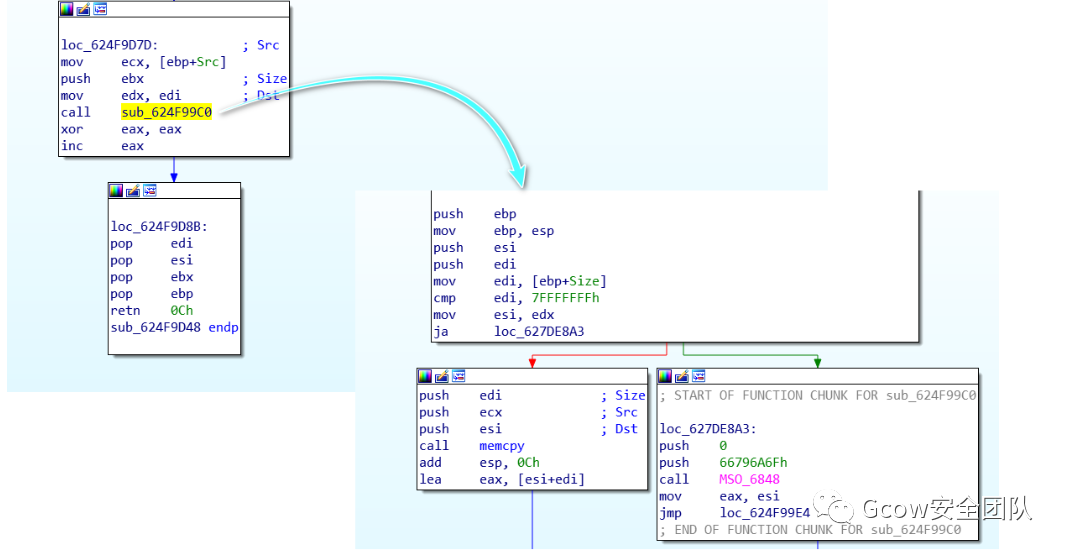 loc_624F9D7D: ; Src
mov ecx, [ebp+Src]
push ebx ; Size
mov edx, edi ; Dst
call sub_624F99C0
xor eax, eax
inc eax
loc_624F9D8B:
pop edi
pop esi
pop ebx
pop ebp
retn 0Ch
sub_624F9D48 endp
push ebp
mov ebp, esp
push esi
push edi
mov edi, [ebp+Size]
cmp edi, 7FFFFFFFh
mov esi, edx
ja loc_627DE8A3
push edi ; Size
push ecx ; Src
push esi ; Dst
call memcpy
add esp, 0Ch
lea eax, [esi+edi]
; START OF FUNCTION CHUNK FOR sub_624F99C0
loc_627DE8A3:
push 0
push 66796A6Fh
call MSO_6848
mov eax, esi
jmp loc_624F99E4
; END OF FUNCTION CHUNK FOR sub_624F99C0
Gcow安全团队